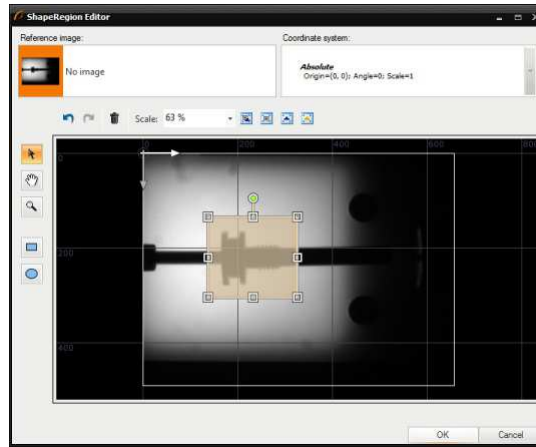 ShapeRegion Editor
Reference image:
Coordinate system:
No image
Absolute
Origin=(0, 0); Angle=0; Scale=1
Scale: 63 %
0 200 400 600 800
0
200
400
OK Cancel